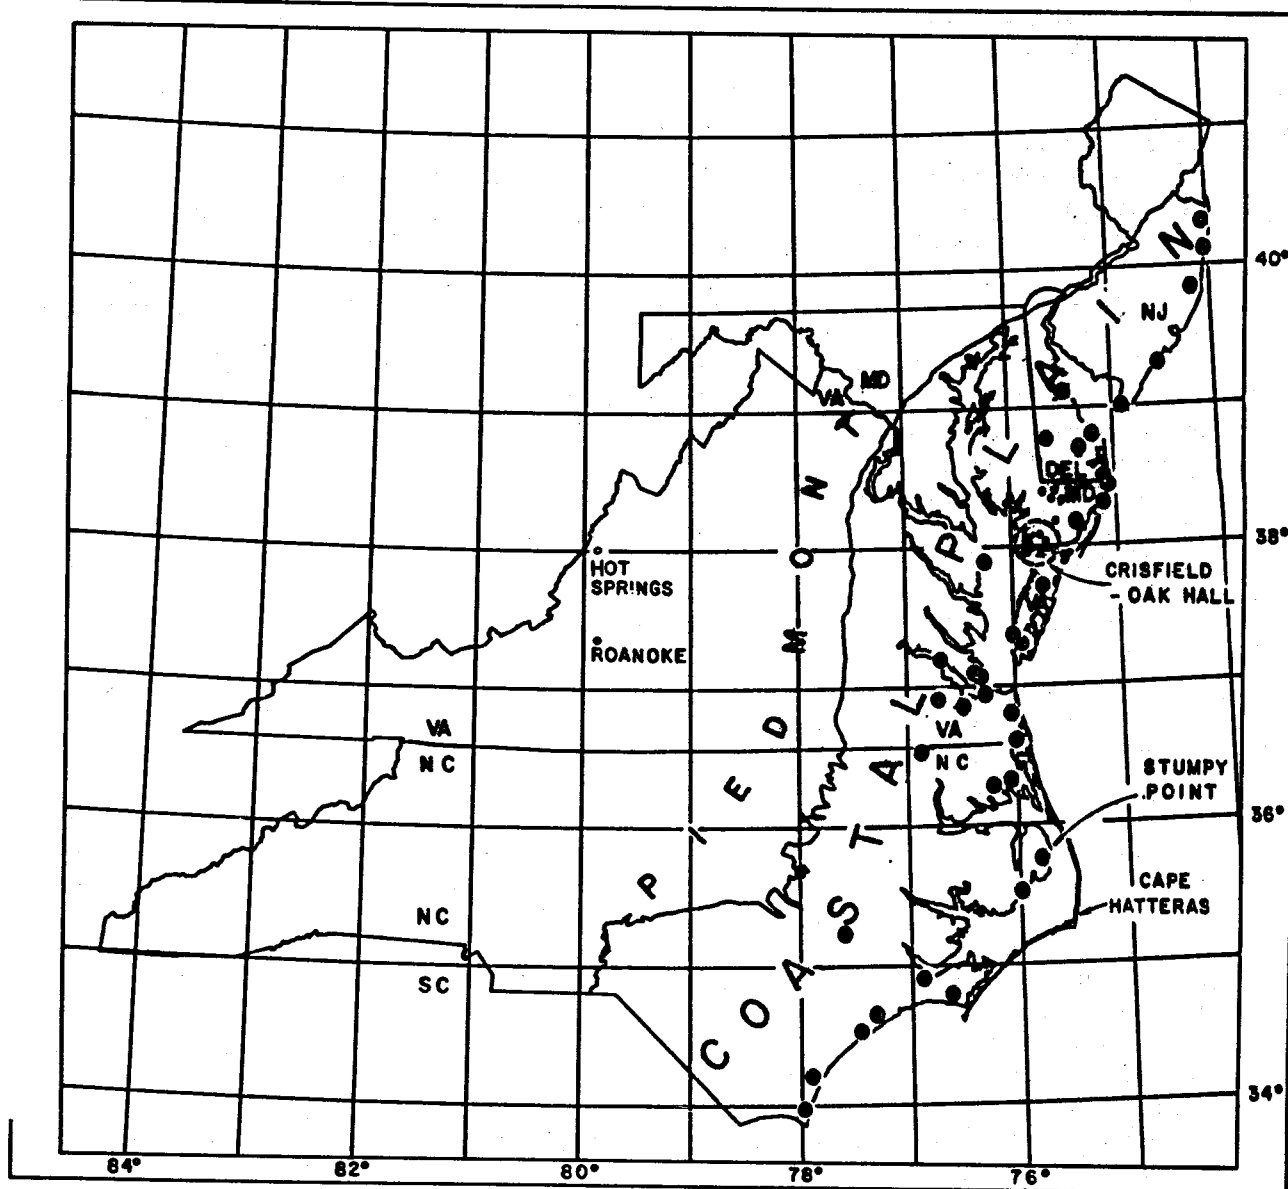 COASTAL PLAIN
PIEDMONT
40°
NJ
MD
VA
DEL
MD
38°
CRISFIELD
- OAK HALL
HOT
SPRINGS
ROANOKE
VA
NC
VA
NC
STUMPY
POINT
36°
CAPE
HATTERAS
NC
SC
34°
84°
82°
80°
78°
76°